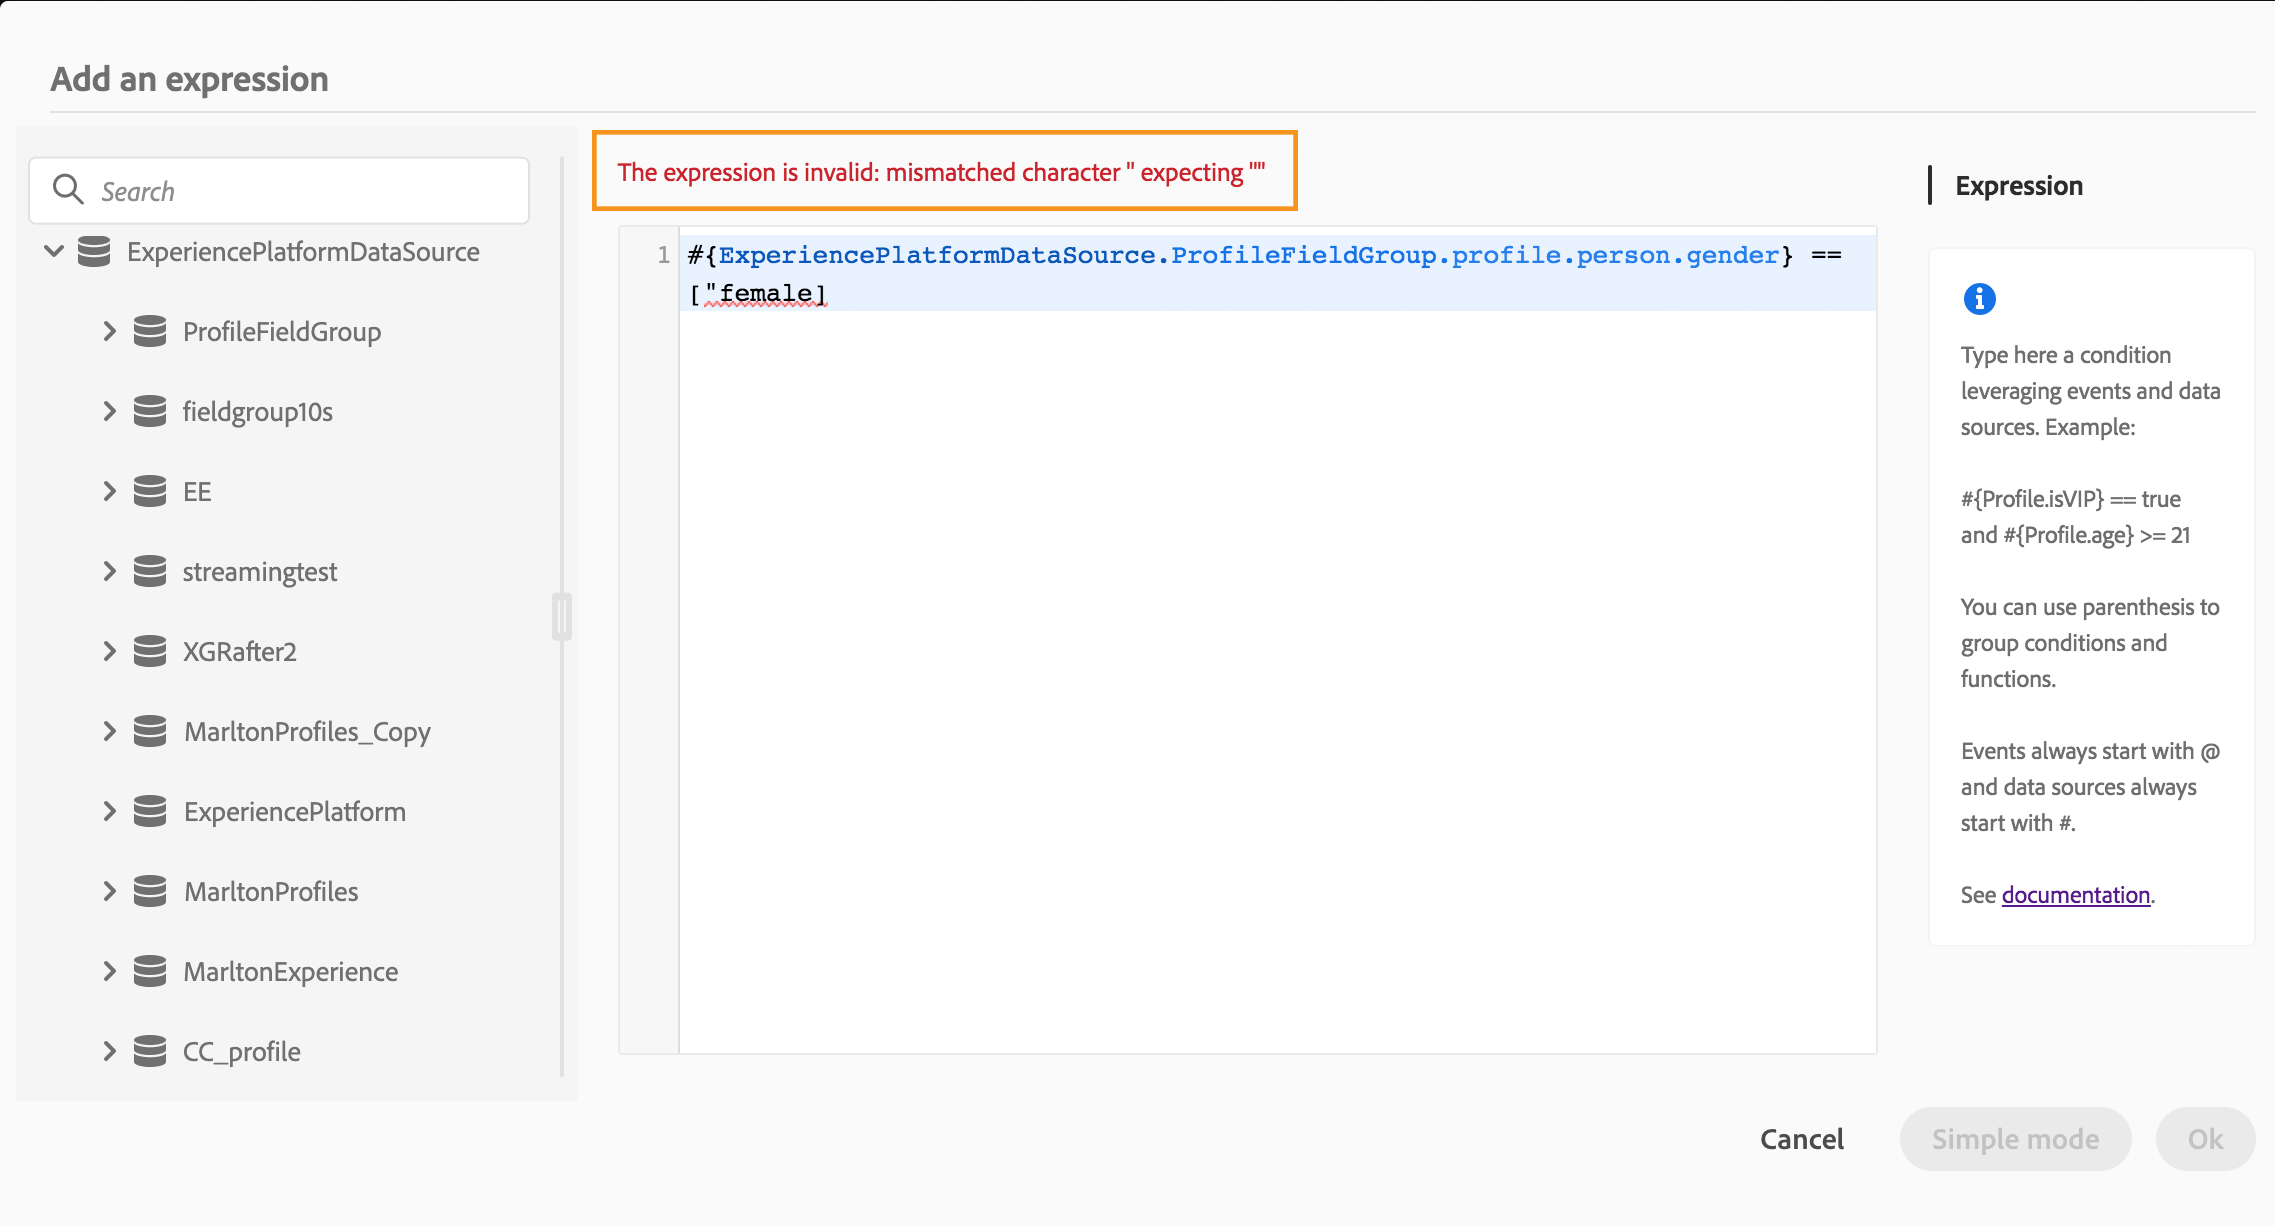 Add an expression
Search
ExperiencePlatformDataSource
ProfileFieldGroup
fieldgroup10s
EE
streamingtest
XGRafter2
MarltonProfiles_Copy
ExperiencePlatform
MarltonProfiles
MarltonExperience
CC_profile
The expression is invalid: mismatched character '' expecting '"'
1 #{ExperiencePlatformDataSource.ProfileFieldGroup.profile.person.gender} ==
["female]
Expression
Type here a condition
leveraging events and data
sources. Example:
#{Profile.isVIP} == true
and #{Profile.age} >= 21
You can use parenthesis to
group conditions and
functions.
Events always start with @
and data sources always
start with #.
See documentation.
Cancel
Simple mode
Ok